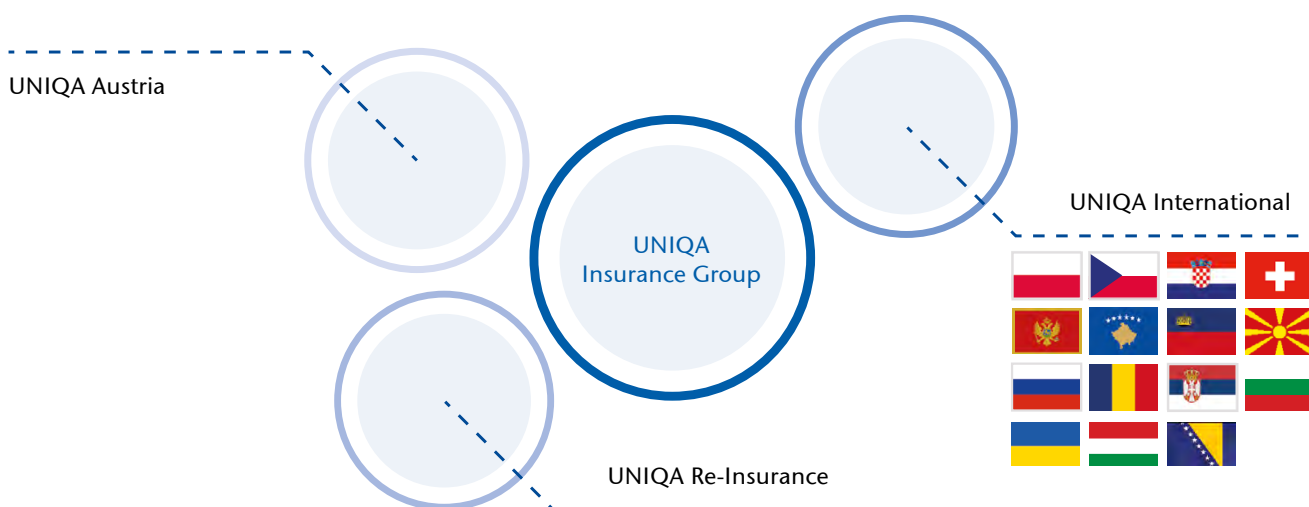 UNIQA Austria
UNIQA International
UNIQA
Insurance Group
UNIQA Re-Insurance